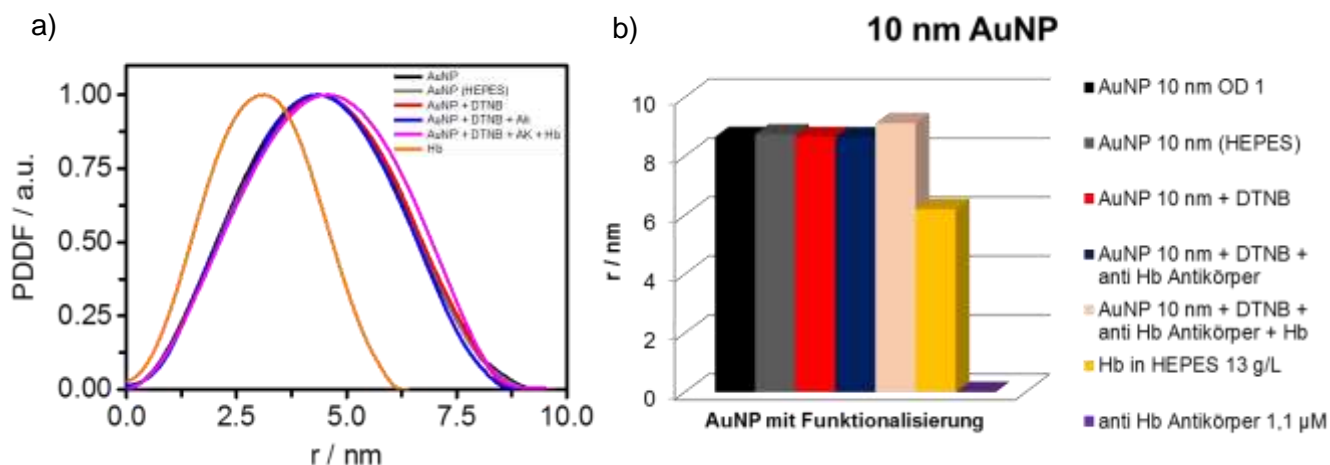 a)
PDDF / a.u.
1.00
0.75
0.50
0.25
0.00
0.0
2.5
5.0
7.5
10.0
r / nm
AuNP
AuNP (HEPES)
AuNP + DTNB
AuNP + DTNB + Ak
AuNP + DTNB + AK + Hb
Hb
b)
10 nm AuNP
r / nm
10
8
6
4
2
0
AuNP mit Funktionalisierung
AuNP 10 nm OD 1
AuNP 10 nm (HEPES)
AuNP 10 nm + DTNB
AuNP 10 nm + DTNB +
anti Hb Antikörper
AuNP 10 nm + DTNB +
anti Hb Antikörper + Hb
Hb in HEPES 13 g/L
anti Hb Antikörper 1,1 µM